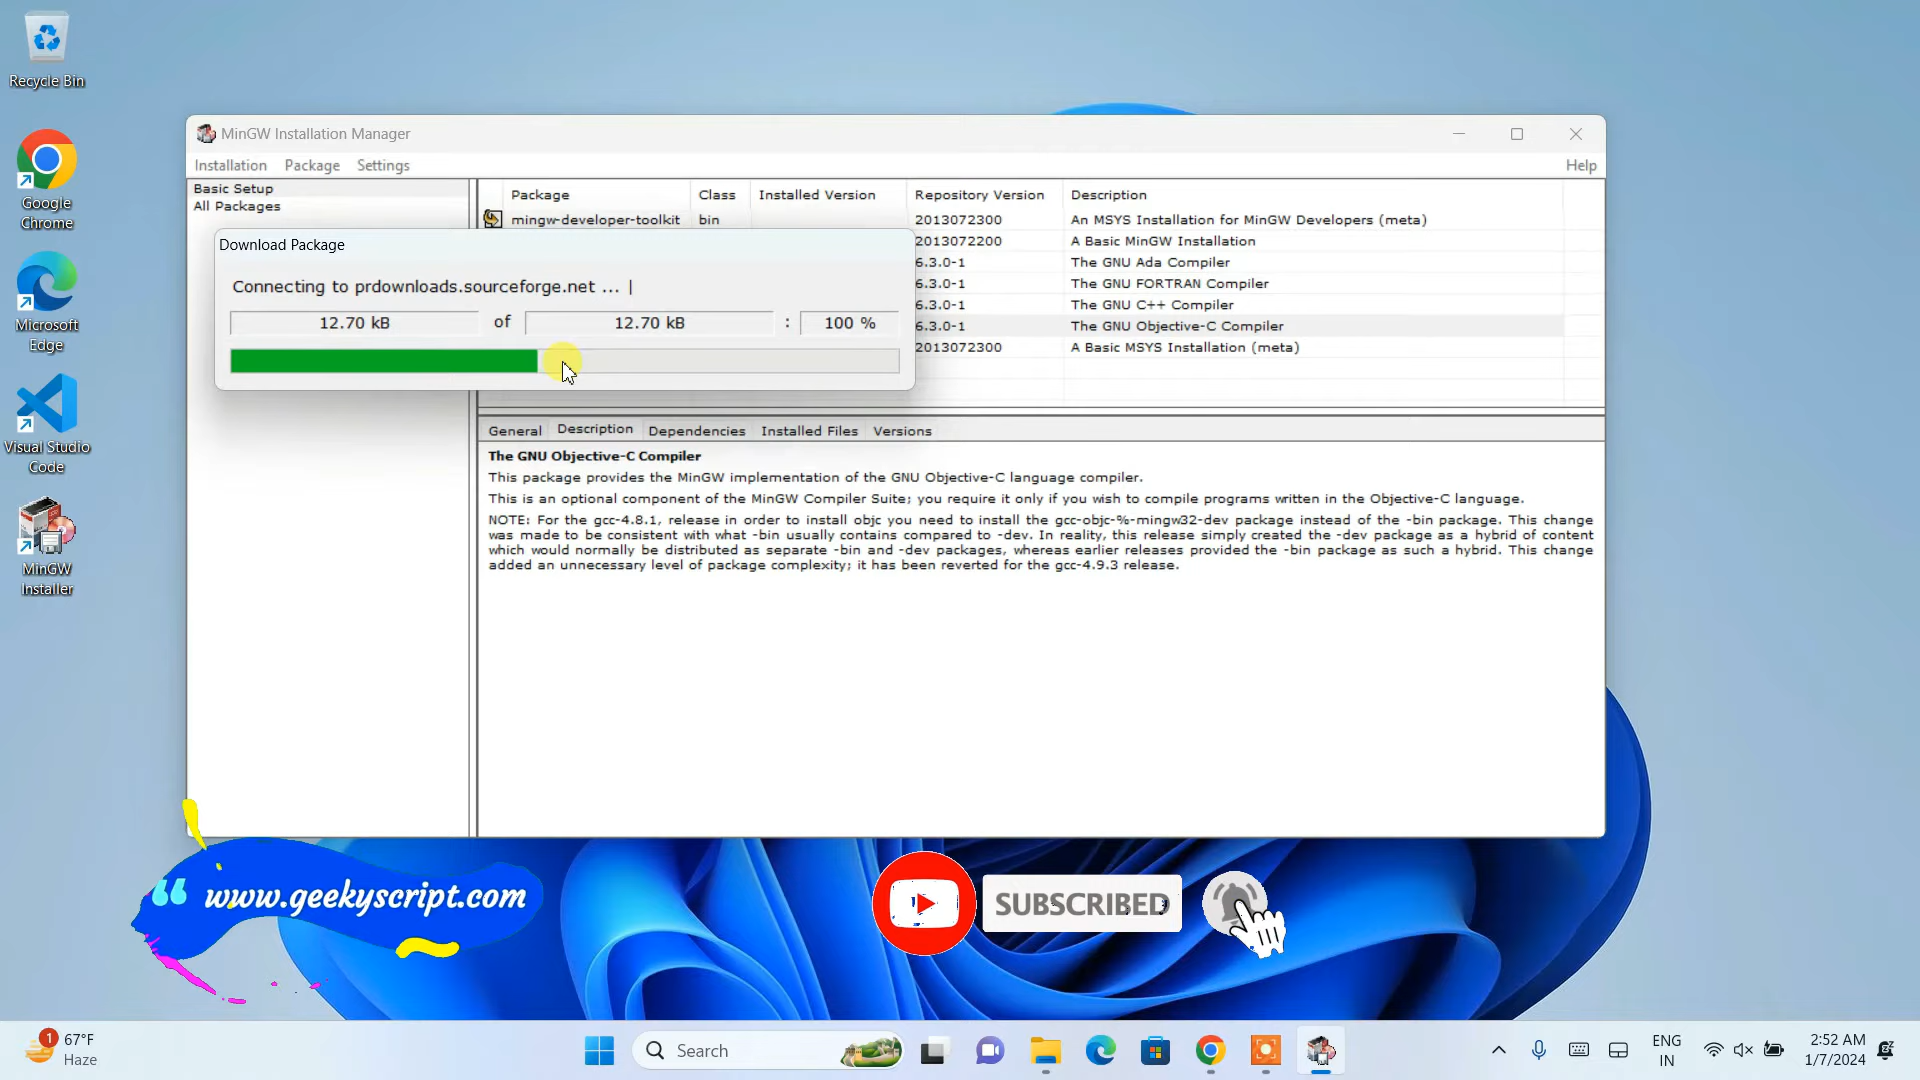 Recycle Bin
Google
Chrome
Microsoft
Edge
Visual Studio
Code
MinGW
Installer
MinGW Installation Manager
Installation Package Settings Help
Basic Setup
All Packages
Package Class Installed Version Repository Version Description
mingw-developer-toolkit bin 2013072300 An MSYS Installation for MinGW Developers (meta)
2013072200 A Basic MinGW Installation
6.3.0-1 The GNU Ada Compiler
6.3.0-1 The GNU FORTRAN Compiler
6.3.0-1 The GNU C++ Compiler
6.3.0-1 The GNU Objective-C Compiler
2013072300 A Basic MSYS Installation (meta)
Download Package
Connecting to prdownloads.sourceforge.net ... |
12.70 kB of 12.70 kB : 100 %
General Description Dependencies Installed Files Versions
The GNU Objective-C Compiler
This package provides the MinGW implementation of the GNU Objective-C language compiler.
This is an optional component of the MinGW Compiler Suite; you require it only if you wish to compile programs written in the Objective-C language.
NOTE: For the gcc-4.8.1, release in order to install objc you need to install the gcc-objc-%-mingw32-dev package instead of the -bin package. This change
was made to be consistent with what -bin usually contains compared to -dev. In reality, this release simply created the -dev package as a hybrid of content
which would normally be distributed as separate -bin and -dev packages, whereas earlier releases provided the -bin package as such a hybrid. This change
added an unnecessary level of package complexity; it has been reverted for the gcc-4.9.3 release.
“ www.geekyscript.com
SUBSCRIBED
1
67°F
Haze
Search
ENG
IN
2:52 AM
1/7/2024